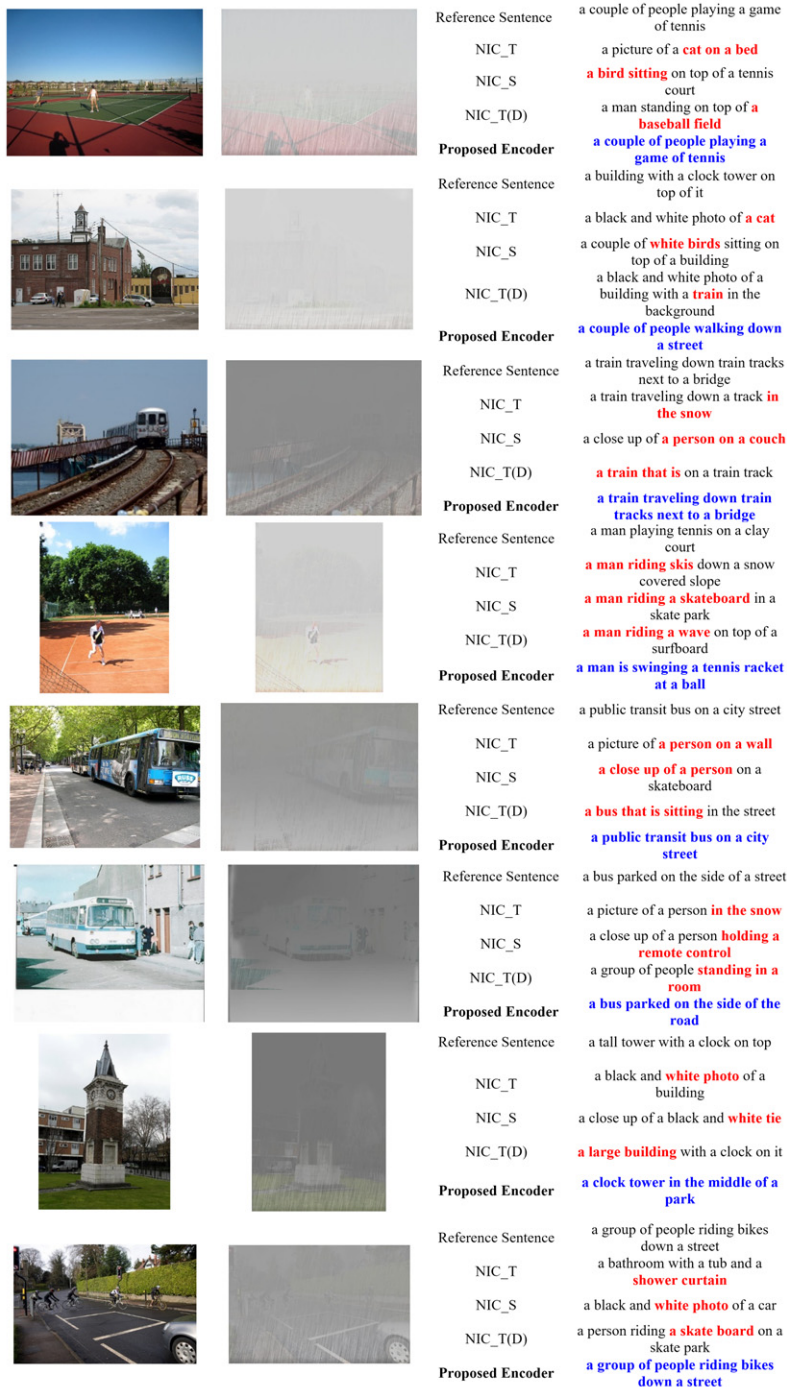 Reference Sentence
a couple of people playing a game
of tennis
NIC_T
a picture of a cat on a bed
NIC_S
a bird sitting on top of a tennis
court
NIC_T(D)
a man standing on top of a
baseball field
Proposed Encoder
a couple of people playing a
game of tennis
Reference Sentence
a building with a clock tower on
top of it
NIC_T
a black and white photo of a cat
NIC_S
a couple of white birds sitting on
top of a building
NIC_T(D)
a black and white photo of a
building with a train in the
background
Proposed Encoder
a couple of people walking down
a street
Reference Sentence
a train traveling down train tracks
next to a bridge
NIC_T
a train traveling down a track in
the snow
NIC_S
a close up of a person on a couch
NIC_T(D)
a train that is on a train track
Proposed Encoder
a train traveling down train
tracks next to a bridge
Reference Sentence
a man playing tennis on a clay
court
NIC_T
a man riding skis down a snow
covered slope
NIC_S
a man riding a skateboard in a
skate park
NIC_T(D)
a man riding a wave on top of a
surfboard
Proposed Encoder
a man is swinging a tennis racket
at a ball
Reference Sentence
a public transit bus on a city street
NIC_T
a picture of a person on a wall
NIC_S
a close up of a person on a
skateboard
NIC_T(D)
a bus that is sitting in the street
Proposed Encoder
a public transit bus on a city
street
Reference Sentence
a bus parked on the side of a street
NIC_T
a picture of a person in the snow
NIC_S
a close up of a person holding a
remote control
NIC_T(D)
a group of people standing in a
room
Proposed Encoder
a bus parked on the side of the
road
Reference Sentence
a tall tower with a clock on top
NIC_T
a black and white photo of a
building
NIC_S
a close up of a black and white tie
NIC_T(D)
a large building with a clock on it
Proposed Encoder
a clock tower in the middle of a
park
Reference Sentence
a group of people riding bikes
down a street
NIC_T
a bathroom with a tub and a
shower curtain
NIC_S
a black and white photo of a car
NIC_T(D)
a person riding a skate board on a
skate park
Proposed Encoder
a group of people riding bikes
down a street